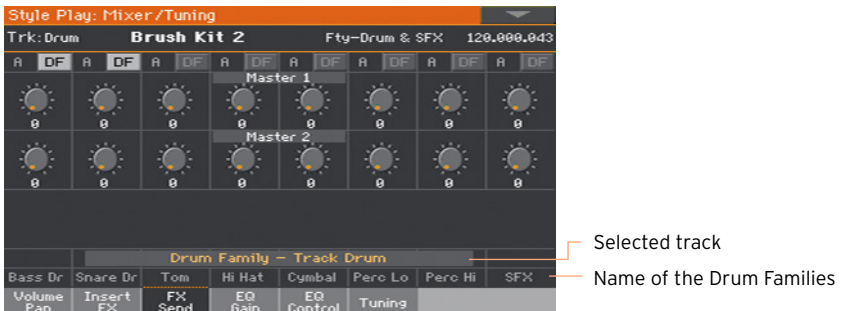 Style Play: Mixer/Tuning
Trk:Drum Brush Kit 2 Fty-Drum & SFX 120.000.043
A DF A DF A DF A DF A DF A DF A DF A DF
Master 1
0 0 0 0 0 0 0 0
Master 2
0 0 0 0 0 0 0 0
Drum Family - Track Drum
Selected track
Bass Dr Snare Dr Tom Hi Hat Cymbal Perc Lo Perc Hi SFX
Name of the Drum Families
Volume Insert FX EQ EQ Tuning
Pan FX Send Gain Control